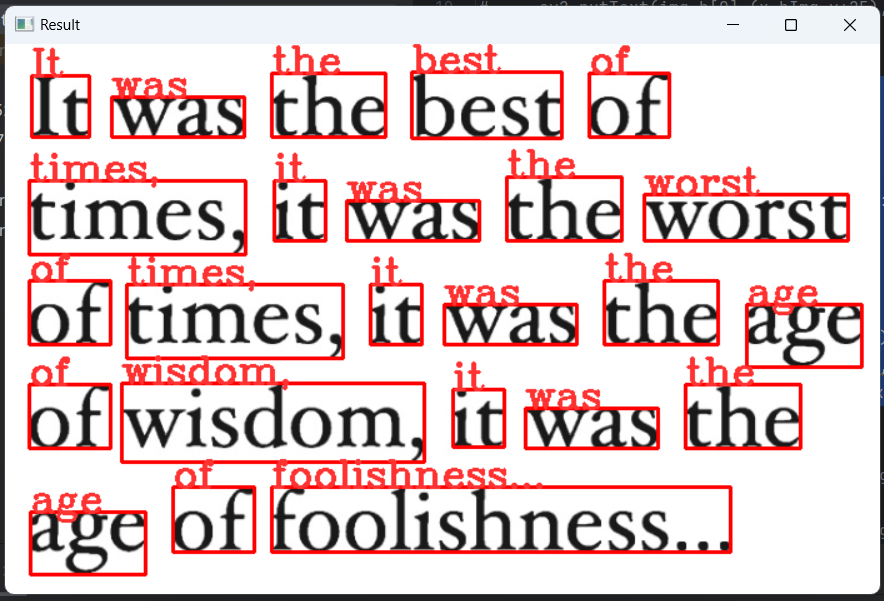 Result
It was the best of
It was the best of
times, it was the worst
times, it was the worst
of times, it was the age
of times, it was the age
of wisdom, it was the
of wisdom, it was the
age of foolishness...
age of foolishness...